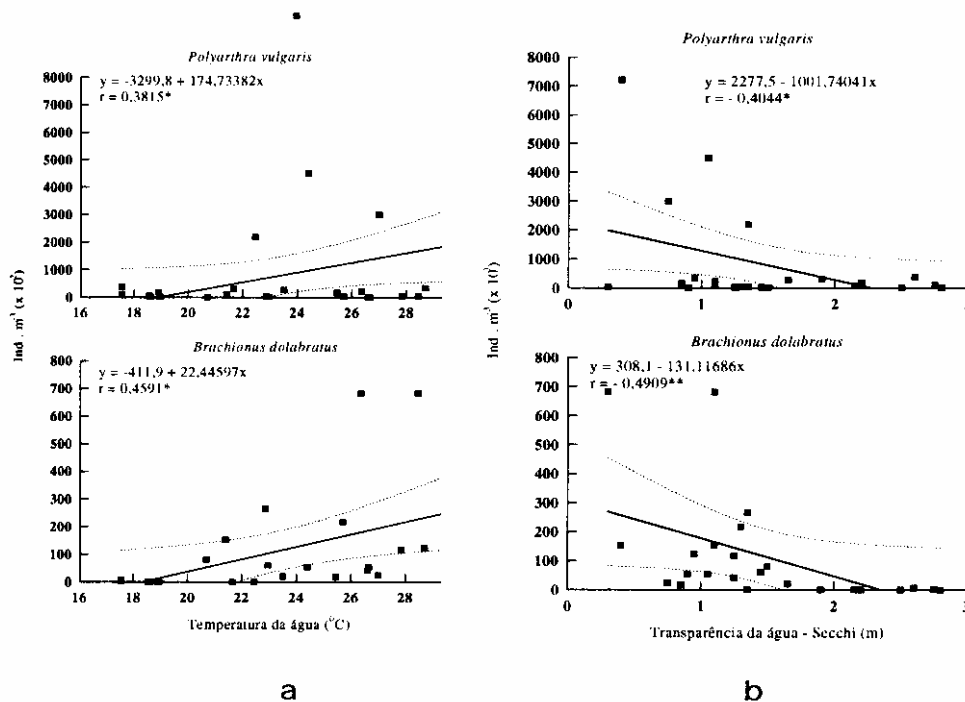 Polyarthra vulgaris
y = -3299,8 + 174,73382x
r = 0,3815*
8000
7000
6000
5000
4000
3000
2000
1000
0
16 18 20 22 24 26 28
Brachionus dolabratus
y = -411,9 + 22,44597x
r = 0,4591*
800
700
600
500
400
300
200
100
0
16 18 20 22 24 26 28
Temperatura da água (°C)
a
Polyarthra vulgaris
y = 2277,5 - 1001,74041x
r = - 0,4044*
8000
7000
6000
5000
4000
3000
2000
1000
0
0 1 2 3
Brachionus dolabratus
y = 308,1 - 131,11686x
r = - 0,4909**
800
700
600
500
400
300
200
100
0
0 1 2 3
Transparência da água - Secchi (m)
b